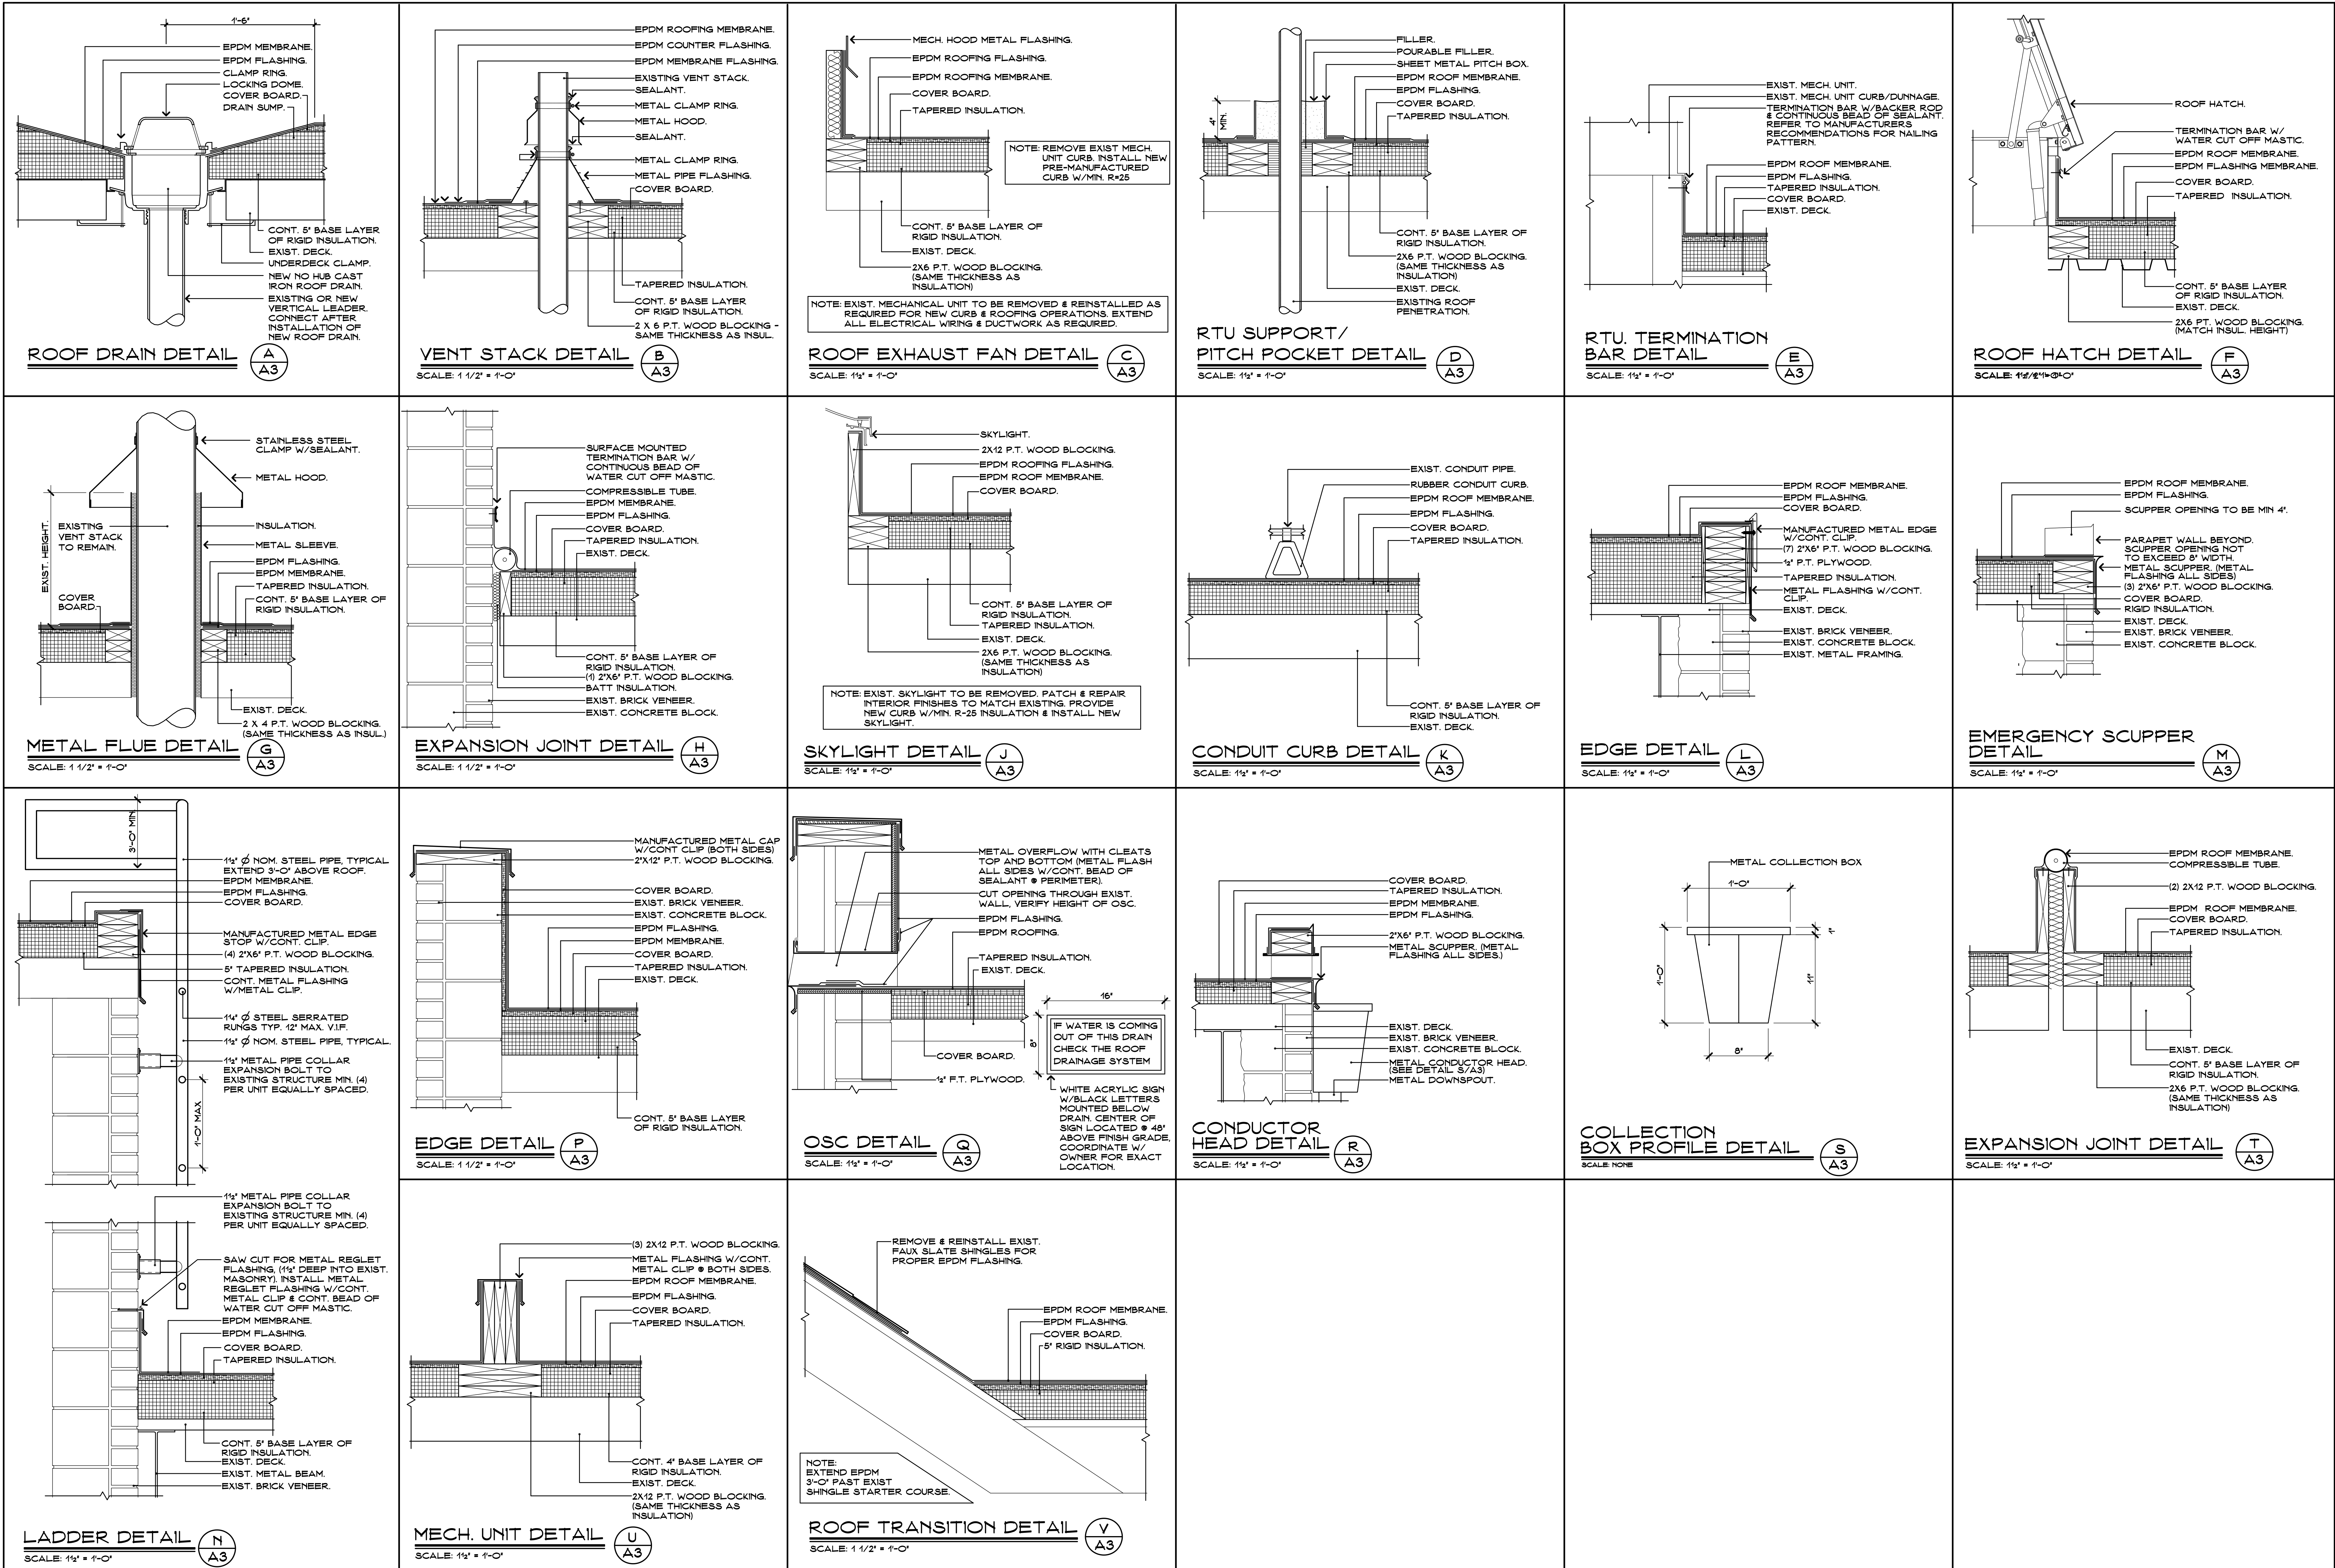 1'-6"
EPDM MEMBRANE.
EPDM FLASHING.
CLAMP RING.
LOCKING DOME.
COVER BOARD.
DRAIN SUMP.
CONT. 5" BASE LAYER
OF RIGID INSULATION.
EXIST. DECK.
UNDERDECK CLAMP.
NEW NO HUB CAST
IRON ROOF DRAIN.
EXISTING OR NEW
VERTICAL LEADER.
CONNECT AFTER
INSTALLATION OF
NEW ROOF DRAIN.
ROOF DRAIN DETAIL
A
A3
EPDM ROOFING MEMBRANE.
EPDM COUNTER FLASHING.
EPDM MEMBRANE FLASHING.
EXISTING VENT STACK.
SEALANT.
METAL CLAMP RING.
METAL HOOD.
SEALANT.
METAL CLAMP RING.
METAL PIPE FLASHING.
COVER BOARD.
TAPERED INSULATION.
CONT. 5" BASE LAYER
OF RIGID INSULATION.
2 X 6 P.T. WOOD BLOCKING -
SAME THICKNESS AS INSUL.
VENT STACK DETAIL
SCALE: 1 1/2" = 1'-0"
B
A3
MECH. HOOD METAL FLASHING.
EPDM ROOFING FLASHING.
EPDM ROOFING MEMBRANE.
COVER BOARD.
TAPERED INSULATION.
NOTE: REMOVE EXIST MECH.
UNIT CURB. INSTALL NEW
PRE-MANUFACTURED
CURB W/MIN. R=25
CONT. 5" BASE LAYER OF
RIGID INSULATION.
EXIST. DECK.
2X6 P.T. WOOD BLOCKING.
(SAME THICKNESS AS
INSULATION)
NOTE: EXIST. MECHANICAL UNIT TO BE REMOVED & REINSTALLED AS
REQUIRED FOR NEW CURB & ROOFING OPERATIONS. EXTEND
ALL ELECTRICAL WIRING & DUCTWORK AS REQUIRED.
ROOF EXHAUST FAN DETAIL
SCALE: 1½" = 1'-0"
C
A3
FILLER.
POURABLE FILLER.
SHEET METAL PITCH BOX.
EPDM ROOF MEMBRANE.
EPDM FLASHING.
COVER BOARD.
TAPERED INSULATION.
4"
MIN.
CONT. 5" BASE LAYER OF
RIGID INSULATION.
2X6 P.T. WOOD BLOCKING.
(SAME THICKNESS AS
INSULATION)
EXIST. DECK.
EXISTING ROOF
PENETRATION.
RTU SUPPORT/
PITCH POCKET DETAIL
SCALE: 1½" = 1'-0"
D
A3
EXIST. MECH. UNIT.
EXIST. MECH. UNIT CURB/DUNNAGE.
TERMINATION BAR W/BACKER ROD
& CONTINUOUS BEAD OF SEALANT.
REFER TO MANUFACTURERS
RECOMMENDATIONS FOR NAILING
PATTERN.
EPDM ROOF MEMBRANE.
EPDM FLASHING.
TAPERED INSULATION.
COVER BOARD.
EXIST. DECK.
RTU. TERMINATION
BAR DETAIL
SCALE: 1½" = 1'-0"
E
A3
ROOF HATCH.
TERMINATION BAR W/
WATER CUT OFF MASTIC.
EPDM ROOF MEMBRANE.
EPDM FLASHING MEMBRANE.
COVER BOARD.
TAPERED INSULATION.
CONT. 5" BASE LAYER
OF RIGID INSULATION.
EXIST. DECK.
2X6 PT. WOOD BLOCKING.
(MATCH INSUL. HEIGHT)
ROOF HATCH DETAIL
SCALE:
F
A3
STAINLESS STEEL
CLAMP W/SEALANT.
METAL HOOD.
EXIST. HEIGHT.
EXISTING
VENT STACK
TO REMAIN.
INSULATION.
METAL SLEEVE.
EPDM FLASHING.
EPDM MEMBRANE.
TAPERED INSULATION.
COVER
BOARD.
CONT. 5" BASE LAYER OF
RIGID INSULATION.
EXIST. DECK.
2 X 4 P.T. WOOD BLOCKING.
(SAME THICKNESS AS INSUL.)
METAL FLUE DETAIL
SCALE: 1 1/2" = 1'-0"
G
A3
SURFACE MOUNTED
TERMINATION BAR W/
CONTINUOUS BEAD OF
WATER CUT OFF MASTIC.
COMPRESSIBLE TUBE.
EPDM MEMBRANE.
EPDM FLASHING.
COVER BOARD.
TAPERED INSULATION.
EXIST. DECK.
CONT. 5" BASE LAYER OF
RIGID INSULATION.
(1) 2"X6" P.T. WOOD BLOCKING.
BATT INSULATION.
EXIST. BRICK VENEER.
EXIST. CONCRETE BLOCK.
EXPANSION JOINT DETAIL
SCALE: 1 1/2" = 1'-0"
H
A3
SKYLIGHT.
2X12 P.T. WOOD BLOCKING.
EPDM ROOFING FLASHING.
EPDM ROOF MEMBRANE.
COVER BOARD.
CONT. 5" BASE LAYER OF
RIGID INSULATION.
TAPERED INSULATION.
EXIST. DECK.
2X6 P.T. WOOD BLOCKING.
(SAME THICKNESS AS
INSULATION)
NOTE: EXIST. SKYLIGHT TO BE REMOVED. PATCH & REPAIR
INTERIOR FINISHES TO MATCH EXISTING. PROVIDE
NEW CURB W/MIN. R-25 INSULATION & INSTALL NEW
SKYLIGHT.
SKYLIGHT DETAIL
SCALE: 1½" = 1'-0"
J
A3
EXIST. CONDUIT PIPE.
RUBBER CONDUIT CURB.
EPDM ROOF MEMBRANE.
EPDM FLASHING.
COVER BOARD.
TAPERED INSULATION.
CONT. 5" BASE LAYER OF
RIGID INSULATION.
EXIST. DECK.
CONDUIT CURB DETAIL
SCALE: 1½" = 1'-0"
K
A3
EPDM ROOF MEMBRANE.
EPDM FLASHING.
COVER BOARD.
MANUFACTURED METAL EDGE
W/CONT. CLIP.
(7) 2"X6" P.T. WOOD BLOCKING.
½" P.T. PLYWOOD.
TAPERED INSULATION.
METAL FLASHING W/CONT.
CLIP.
EXIST. DECK.
EXIST. BRICK VENEER.
EXIST. CONCRETE BLOCK.
EXIST. METAL FRAMING.
EDGE DETAIL
SCALE: 1½" = 1'-0"
L
A3
EPDM ROOF MEMBRANE.
EPDM FLASHING.
SCUPPER OPENING TO BE MIN 4".
PARAPET WALL BEYOND.
SCUPPER OPENING NOT
TO EXCEED 8" WIDTH.
METAL SCUPPER. (METAL
FLASHING ALL SIDES)
(3) 2"X6" P.T. WOOD BLOCKING.
COVER BOARD.
RIGID INSULATION.
EXIST. DECK.
EXIST. BRICK VENEER.
EXIST. CONCRETE BLOCK.
EMERGENCY SCUPPER
DETAIL
SCALE: 1½" = 1'-0"
M
A3
3'-0" MIN.
1½" Ø NOM. STEEL PIPE, TYPICAL
EXTEND 3'-0" ABOVE ROOF.
EPDM MEMBRANE.
EPDM FLASHING.
COVER BOARD.
MANUFACTURED METAL EDGE
STOP W/CONT. CLIP.
(4) 2"X6" P.T. WOOD BLOCKING.
5" TAPERED INSULATION.
CONT. METAL FLASHING
W/METAL CLIP.
1¼" Ø STEEL SERRATED
RUNGS TYP. 12" MAX. V.I.F.
1½" Ø NOM. STEEL PIPE, TYPICAL.
1½" METAL PIPE COLLAR
EXPANSION BOLT TO
EXISTING STRUCTURE MIN. (4)
PER UNIT EQUALLY SPACED.
1'-0" MAX
1½" METAL PIPE COLLAR
EXPANSION BOLT TO
EXISTING STRUCTURE MIN. (4)
PER UNIT EQUALLY SPACED.
SAW CUT FOR METAL REGLET
FLASHING, (1½" DEEP INTO EXIST.
MASONRY). INSTALL METAL
REGLET FLASHING W/CONT.
METAL CLIP & CONT. BEAD OF
WATER CUT OFF MASTIC.
EPDM MEMBRANE.
EPDM FLASHING.
COVER BOARD.
TAPERED INSULATION.
CONT. 5" BASE LAYER OF
RIGID INSULATION.
EXIST. DECK.
EXIST. METAL BEAM.
EXIST. BRICK VENEER.
LADDER DETAIL
SCALE: 1½" = 1'-0"
N
A3
MANUFACTURED METAL CAP
W/CONT CLIP (BOTH SIDES)
2"X12" P.T. WOOD BLOCKING.
COVER BOARD.
EXIST. BRICK VENEER.
EXIST. CONCRETE BLOCK.
EPDM FLASHING.
EPDM MEMBRANE.
COVER BOARD.
TAPERED INSULATION.
EXIST. DECK.
CONT. 5" BASE LAYER
OF RIGID INSULATION.
EDGE DETAIL
SCALE: 1 1/2" = 1'-0"
P
A3
METAL OVERFLOW WITH CLEATS
TOP AND BOTTOM (METAL FLASH
ALL SIDES W/CONT. BEAD OF
SEALANT @ PERIMETER).
CUT OPENING THROUGH EXIST.
WALL, VERIFY HEIGHT OF OSC.
EPDM FLASHING.
EPDM ROOFING.
TAPERED INSULATION.
EXIST. DECK.
16"
8"
IF WATER IS COMING
OUT OF THIS DRAIN
CHECK THE ROOF
DRAINAGE SYSTEM
COVER BOARD.
½" F.T. PLYWOOD.
WHITE ACRYLIC SIGN
W/BLACK LETTERS
MOUNTED BELOW
DRAIN. CENTER OF
SIGN LOCATED @ 48"
ABOVE FINISH GRADE,
COORDINATE W/
OWNER FOR EXACT
LOCATION.
OSC DETAIL
SCALE: 1½" = 1'-0"
Q
A3
COVER BOARD.
TAPERED INSULATION.
EPDM MEMBRANE.
EPDM FLASHING.
2"X6" P.T. WOOD BLOCKING.
METAL SCUPPER. (METAL
FLASHING ALL SIDES.)
EXIST. DECK.
EXIST. BRICK VENEER.
EXIST. CONCRETE BLOCK.
METAL CONDUCTOR HEAD.
(SEE DETAIL S/A3)
METAL DOWNSPOUT.
CONDUCTOR
HEAD DETAIL
SCALE: 1½" = 1'-0"
R
A3
METAL COLLECTION BOX
1'-0"
1"
1'-0"
11"
8"
COLLECTION
BOX PROFILE DETAIL
SCALE: NONE
S
A3
EPDM ROOF MEMBRANE.
COMPRESSIBLE TUBE.
(2) 2X12 P.T. WOOD BLOCKING.
EPDM ROOF MEMBRANE.
COVER BOARD.
TAPERED INSULATION.
EXIST. DECK.
CONT. 5" BASE LAYER OF
RIGID INSULATION.
2X6 P.T. WOOD BLOCKING.
(SAME THICKNESS AS
INSULATION)
EXPANSION JOINT DETAIL
SCALE: 1½" = 1'-0"
T
A3
(3) 2X12 P.T. WOOD BLOCKING.
METAL FLASHING W/CONT.
METAL CLIP @ BOTH SIDES.
EPDM ROOF MEMBRANE.
EPDM FLASHING.
COVER BOARD.
TAPERED INSULATION.
CONT. 4" BASE LAYER OF
RIGID INSULATION.
EXIST. DECK.
2X12 P.T. WOOD BLOCKING.
(SAME THICKNESS AS
INSULATION)
MECH. UNIT DETAIL
SCALE: 1½" = 1'-0"
U
A3
REMOVE & REINSTALL EXIST.
FAUX SLATE SHINGLES FOR
PROPER EPDM FLASHING.
EPDM ROOF MEMBRANE.
EPDM FLASHING.
COVER BOARD.
5" RIGID INSULATION.
NOTE:
EXTEND EPDM
3'-0" PAST EXIST
SHINGLE STARTER COURSE.
ROOF TRANSITION DETAIL
SCALE: 1 1/2" = 1'-0"
V
A3